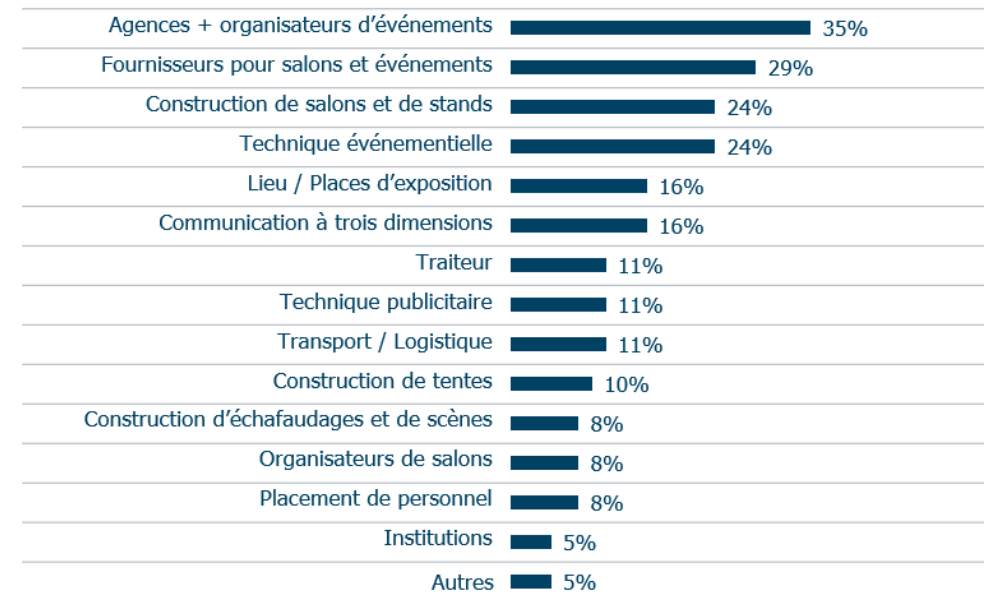 Agences + organisateurs d’événements 35%
Fournisseurs pour salons et événements 29%
Construction de salons et de stands 24%
Technique événementielle 24%
Lieu / Places d’exposition 16%
Communication à trois dimensions 16%
Traiteur 11%
Technique publicitaire 11%
Transport / Logistique 11%
Construction de tentes 10%
Construction d’échafaudages et de scènes 8%
Organisateurs de salons 8%
Placement de personnel 8%
Institutions 5%
Autres 5%